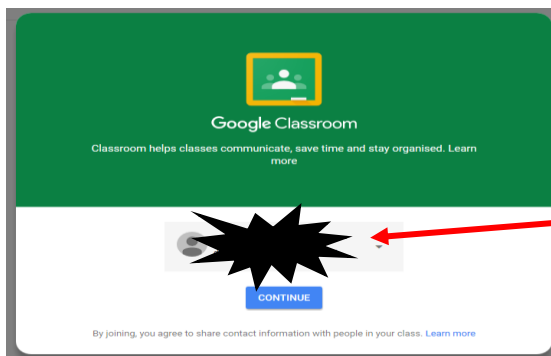 Google Classroom
Classroom helps classes communicate, save time and stay organised. Learn
more
CONTINUE
By joining, you agree to share contact information with people in your class. Learn more